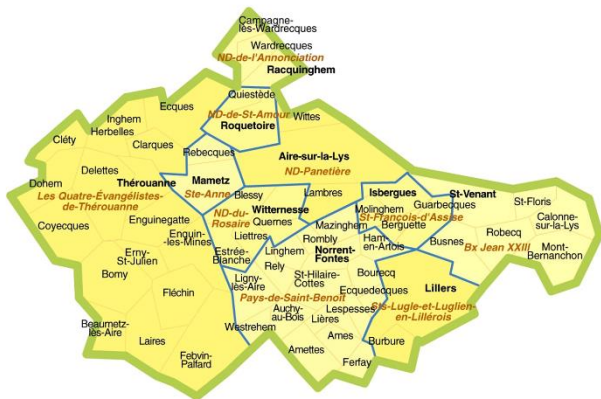 Campagne-
lès-Wardrecques
Wardrecques
ND-de-l'Annonciation
Racquinghem
Quiestède
Ecques
ND-de-St-Amour
Inghem
Wittes
Roquetoire
Herbelles
Cléty
Clarques
Rebecques
Aire-sur-la-Lys
Delettes
ND-Panetière
Dohem
Thérouanne
Mametz
Ste-Anne
Les Quatre-Évangélistes-
de-Thérouanne
Blessy
Lambres
Isbergues
St-Venant
Molinghem
Guarbecques
St-Floris
ND-du-
Rosaire
Witternesse
Quernes
St-François-d'Assise
Berguette
Calonne-
sur-la-Lys
Coyecques
Enguinegatte
Mazinghem
Robecq
Enguin-
les-Mines
Liettres
Rombly
Ham-
en-Artois
Busnes
Bx Jean XXIII
Mont-
Bernanchon
Erny-
St-Julien
Estrée-
Blanche
Linghem
Norrent-
Fontes
Rely
Bomy
Ligny-
lès-Aire
St-Hilaire-
Cottes
Bourecq
Lillers
Fléchin
Ecquedecques
Pays-de-Saint-Benoit
Sts-Lugle-et-Luglien-
en-Lillérois
Auchy-
au-Bois
Lespesses
Lières
Beaumetz-
lès-Aire
Westrehem
Ames
Laires
Burbure
Febvin-
Palfard
Amettes
Ferfay